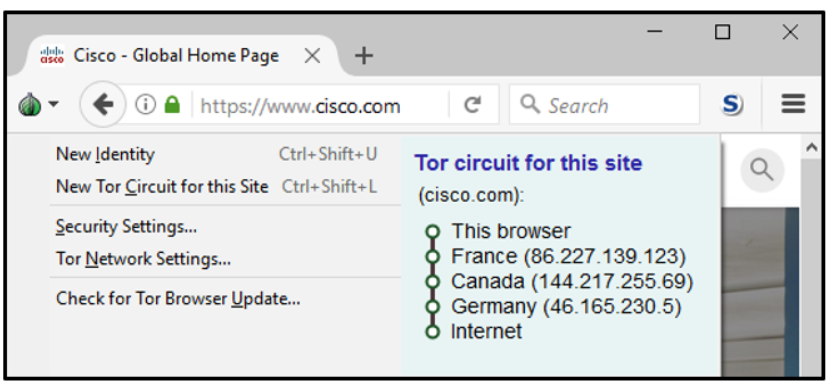 cisco Cisco - Global Home Page
https://www.cisco.com Search S
New Identity Ctrl+Shift+U
New Tor Circuit for this Site Ctrl+Shift+L
Security Settings...
Tor Network Settings...
Check for Tor Browser Update...
Tor circuit for this site
(cisco.com):
This browser
France (86.227.139.123)
Canada (144.217.255.69)
Germany (46.165.230.5)
Internet